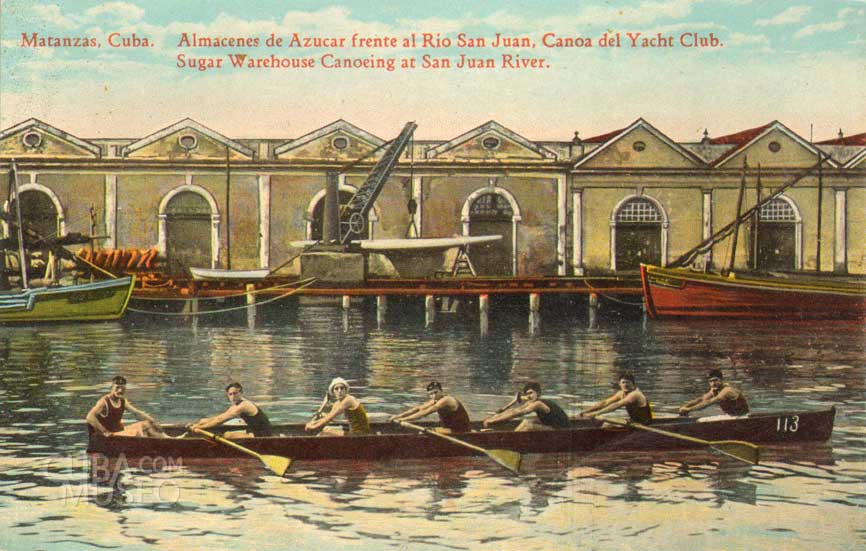 Matanzas, Cuba. Almacenes de Azucar frente al Rio San Juan, Canoa del Yacht Club.
Sugar Warehouse Canoeing at San Juan River.
113
CUBA.COM
MUSEO